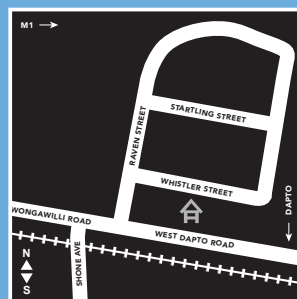 M1
STARTLING STREET
RAVEN STREET
WHISTLER STREET
DAPTO
WONGAWILLI ROAD
WEST DAPTO ROAD
SHONE AVE
N
S